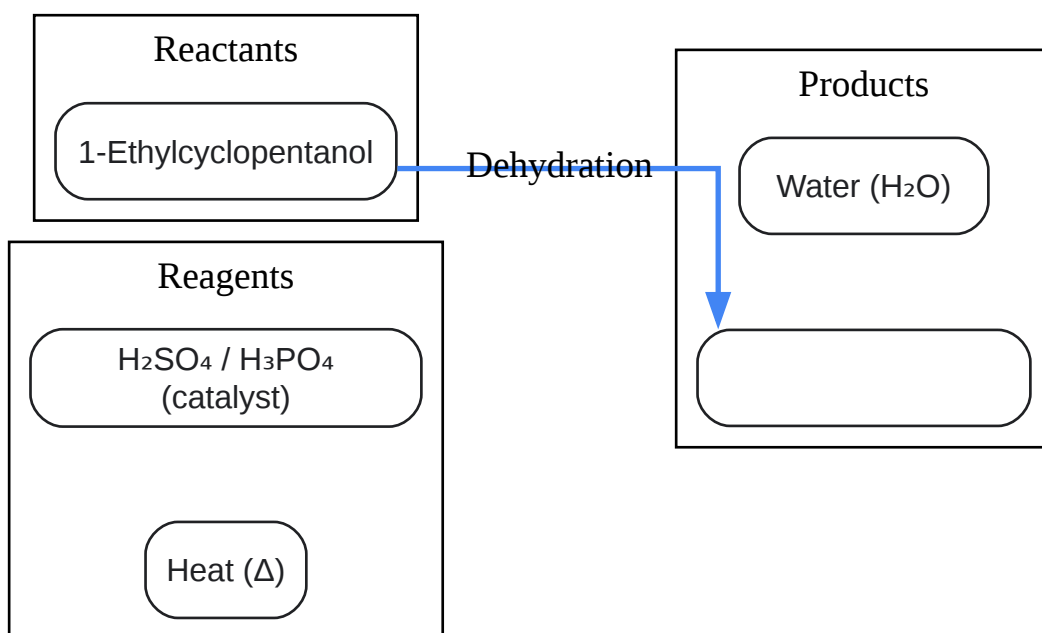 Reactants
1-Ethylcyclopentanol
Dehydration
Products
Water (H₂O)
Reagents
H₂SO₄ / H₃PO₄
(catalyst)
Heat (Δ)